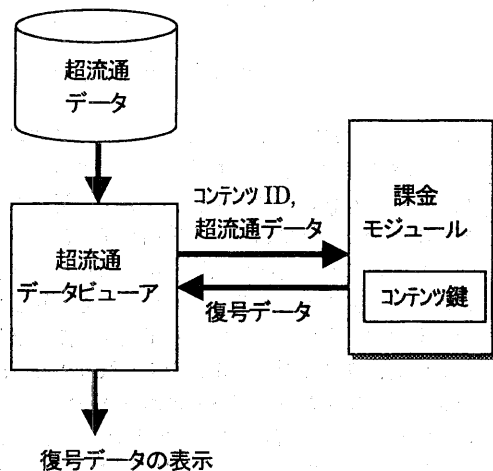 超流通
データ
コンテンツ ID,
超流通データ
課金
モジュール
超流通
データビューア
コンテンツ鍵
復号データ
復号データの表示